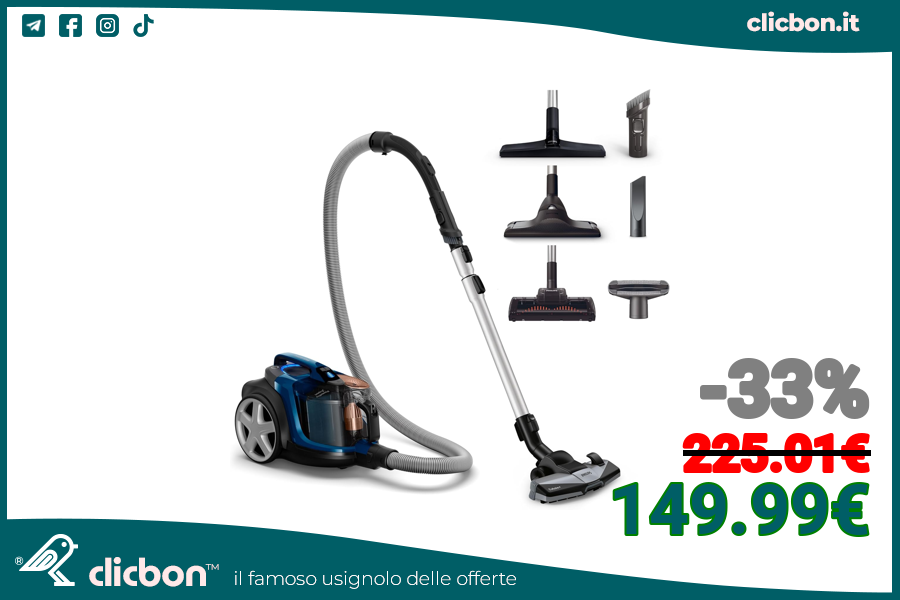 clicbon.it
-33%
225.01€
149.99€
® clicbon™ il famoso usignolo delle offerte